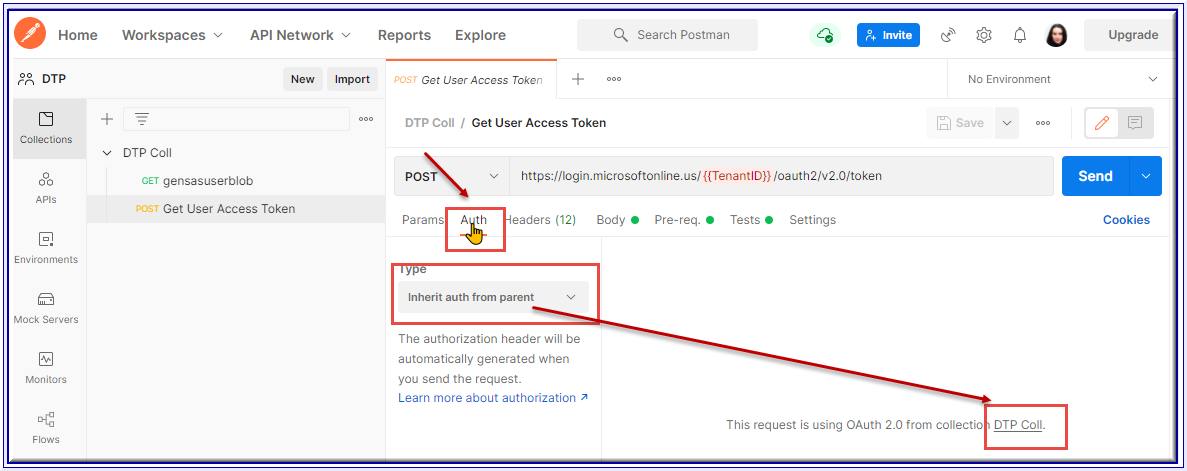 Home
Workspaces
API Network
Reports
Explore
Search Postman
Invite
Upgrade
DTP
New
Import
POST Get User Access Token
No Environment
Collections
APIs
Environments
Mock Servers
Monitors
Flows
DTP Coll
GET gensasuserblob
POST Get User Access Token
DTP Coll / Get User Access Token
Save
POST
https://login.microsoftonline.us/{{TenantID}}/oauth2/v2.0/token
Send
Params
Auth
Headers (12)
Body
Pre-req.
Tests
Settings
Cookies
Type
Inherit auth from parent
The authorization header will be
automatically generated when
you send the request.
Learn more about authorization ↗
This request is using OAuth 2.0 from collection DTP Coll.